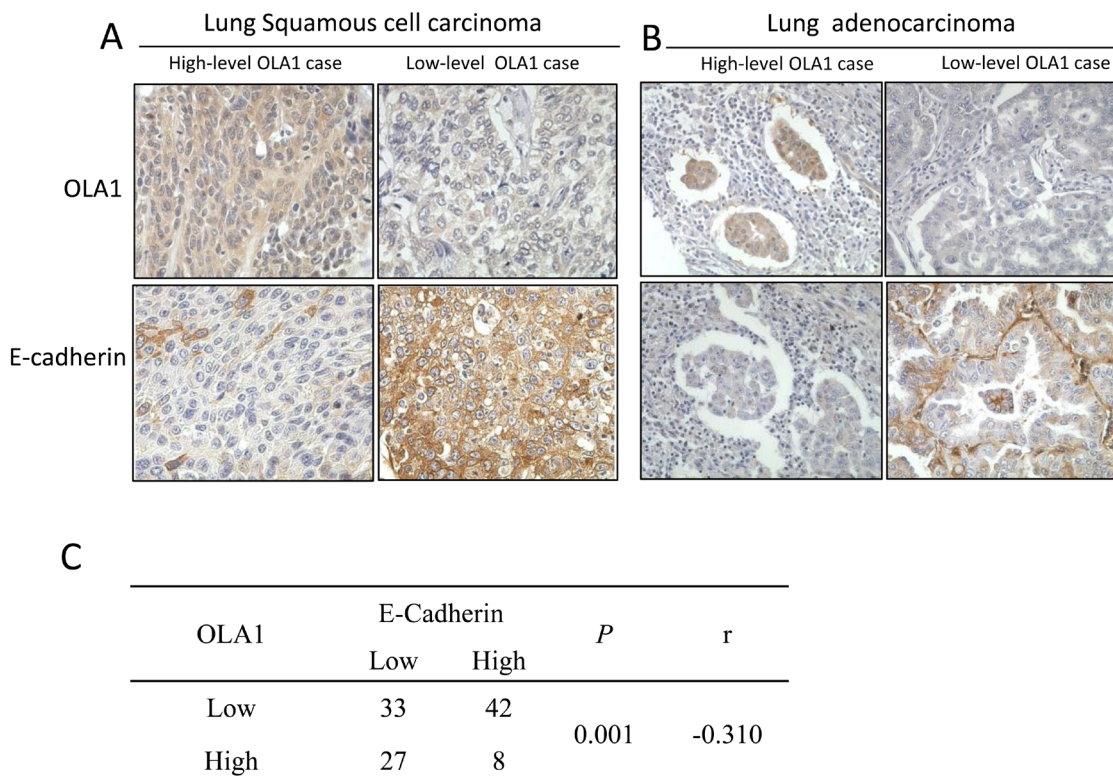 A
Lung Squamous cell carcinoma
High-level OLA1 case
Low-level OLA1 case
B
Lung adenocarcinoma
High-level OLA1 case
Low-level OLA1 case
OLA1
E-cadherin
C
OLA1
E-Cadherin
P
r
Low
High
Low
33
42
0.001
-0.310
High
27
8